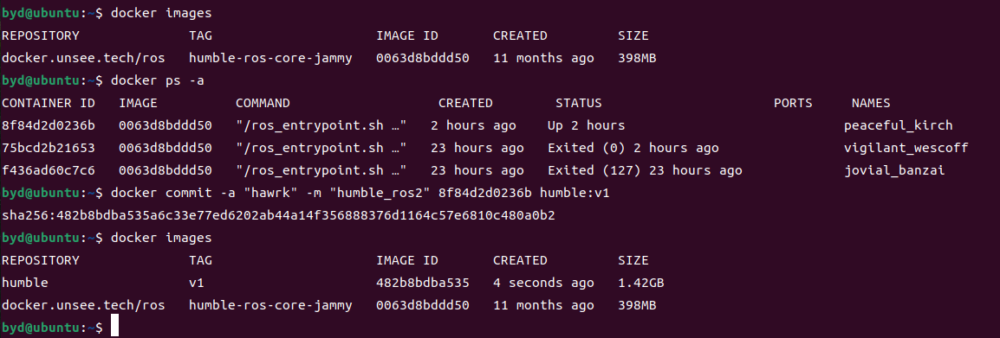 byd@ubuntu:~$ docker images
REPOSITORY              TAG                     IMAGE ID       CREATED         SIZE
docker.unsee.tech/ros   humble-ros-core-jammy   0063d8bddd50   11 months ago   398MB
byd@ubuntu:~$ docker ps -a
CONTAINER ID   IMAGE          COMMAND                  CREATED        STATUS                      PORTS     NAMES
8f84d2d0236b   0063d8bddd50   "/ros_entrypoint.sh …"   2 hours ago    Up 2 hours                            peaceful_kirch
75bcd2b21653   0063d8bddd50   "/ros_entrypoint.sh …"   23 hours ago   Exited (0) 2 hours ago                vigilant_wescoff
f436ad60c7c6   0063d8bddd50   "/ros_entrypoint.sh …"   23 hours ago   Exited (127) 23 hours ago             jovial_banzai
byd@ubuntu:~$ docker commit -a "hawrk" -m "humble_ros2" 8f84d2d0236b humble:v1
sha256:482b8bdba535a6c33e77ed6202ab44a14f356888376d1164c57e6810c480a0b2
byd@ubuntu:~$ docker images
REPOSITORY              TAG                     IMAGE ID       CREATED         SIZE
humble                  v1                      482b8bdba535   4 seconds ago   1.42GB
docker.unsee.tech/ros   humble-ros-core-jammy   0063d8bddd50   11 months ago   398MB
byd@ubuntu:~$